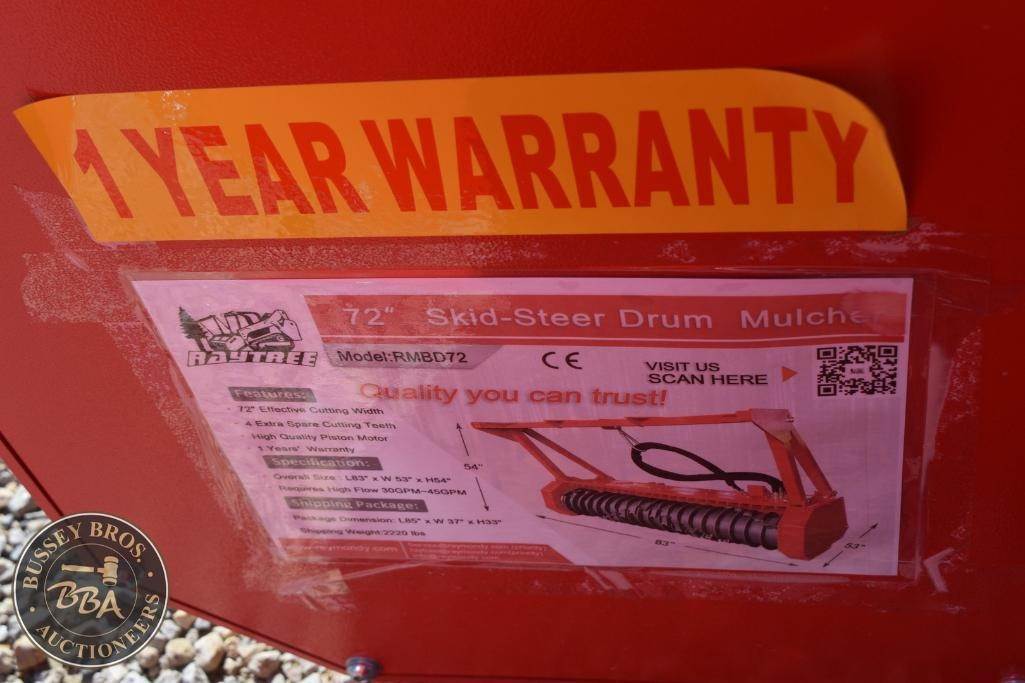 1 YEAR WARRANTY
72" Skid-Steer Drum Mulcher
RAYTREE
Model:RMBD72
CE
VISIT US
SCAN HERE
Quality you can trust!
Features:
72" Effective Cutting Width
4 Extra Spare Cutting Teeth
High Quality Piston Motor
1 Years' Warranty
Specification:
Overall Size : L83" x W 53" x H54"
Requires High Flow 30GPM~45GPM
Shipping Package:
Package Dimension: L85" x W 37" x H33"
Shipping Weight:2220 lbs
54"
83"
53"
BUSSEY BROS.
BBA
AUCTIONEERS